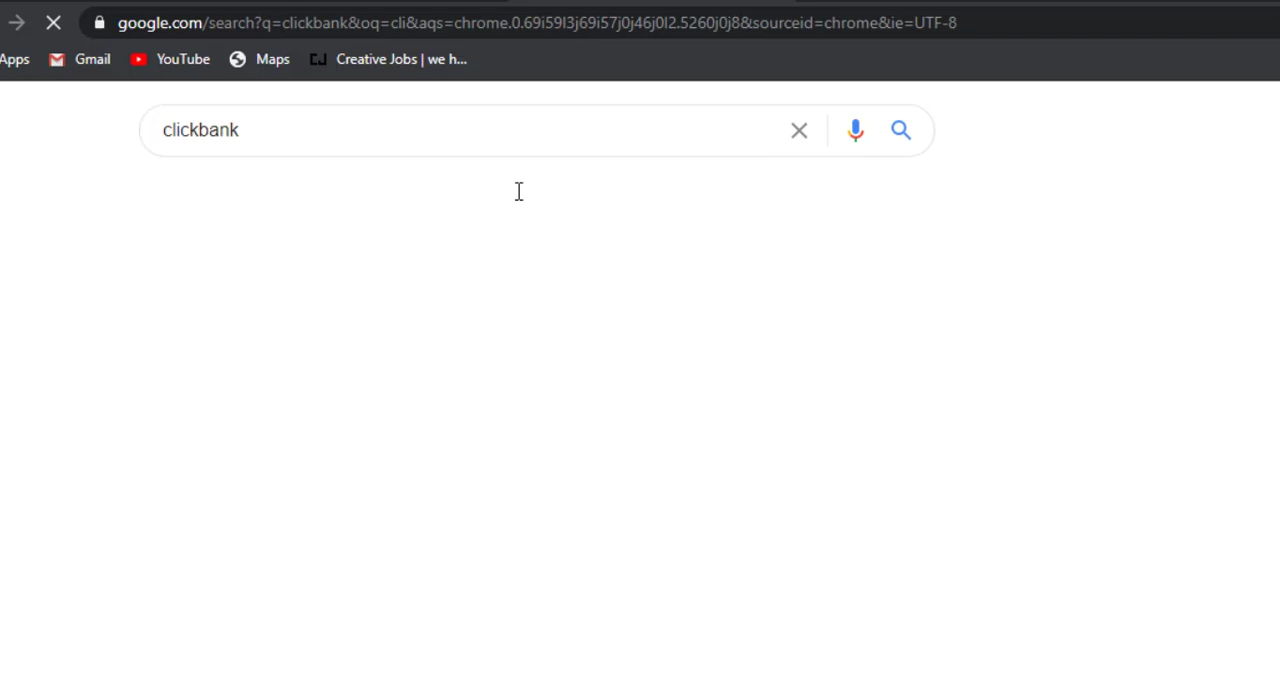 google.com/search?q=clickbank&oq=cli&aqs=chrome.0.69i59l3j69i57j0j46j0l2.5260j0j8&sourceid=chrome&ie=UTF-8
Apps Gmail YouTube Maps CJ Creative Jobs | we h...
clickbank